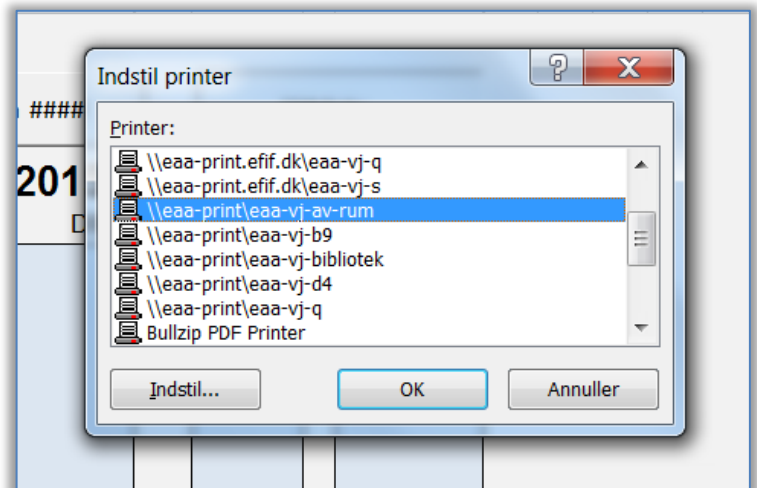 Indstil printer
####
Printer:
201
D
\\eaa-print.efif.dk\eaa-vj-q
\\eaa-print.efif.dk\eaa-vj-s
\\eaa-print\eaa-vj-av-rum
\\eaa-print\eaa-vj-b9
\\eaa-print\eaa-vj-bibliotek
\\eaa-print\eaa-vj-d4
\\eaa-print\eaa-vj-q
Bullzip PDF Printer
Indstil...
OK
Annuller